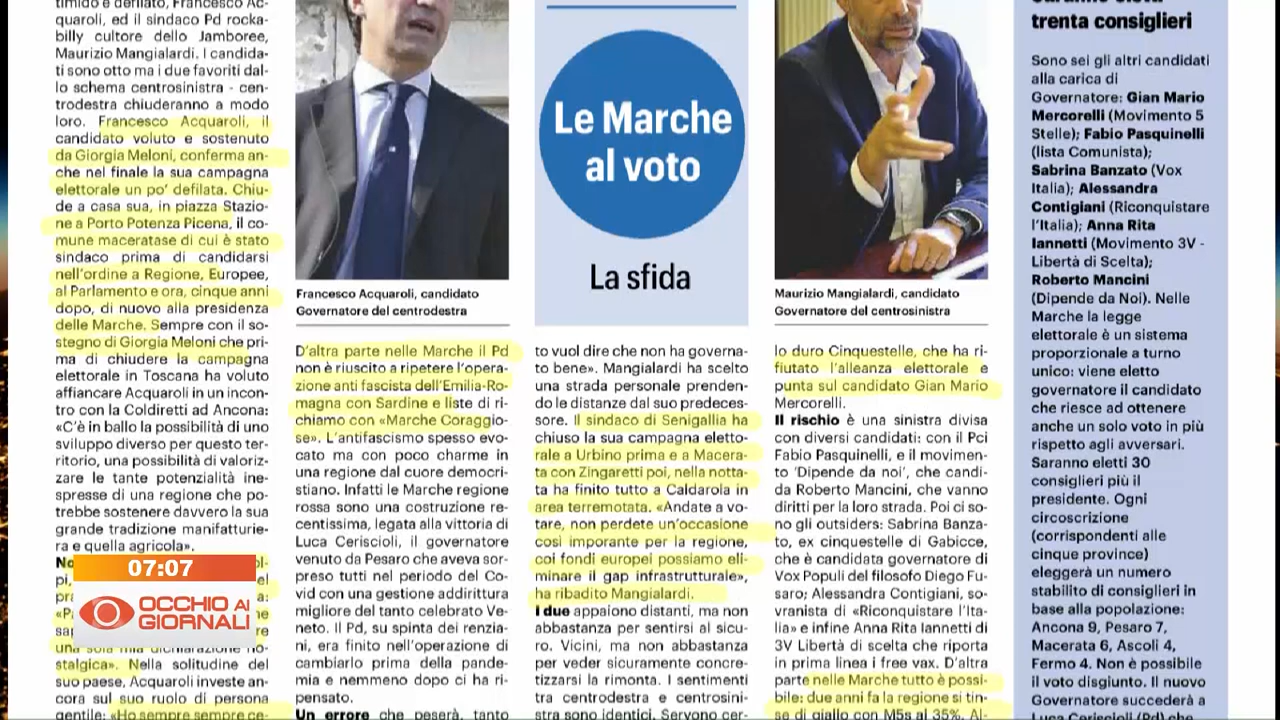 timido e defilato, Francesco Ac-
quaroli, ed il sindaco Pd rocka-
billy cultore dello Jamboree,
Maurizio Mangialardi. I candida-
ti sono otto ma i due favoriti dal-
lo schema centrosinistra - cen-
trodestra chiuderanno a modo
loro. Francesco Acquaroli, il
candidato voluto e sostenuto
da Giorgia Meloni, conferma an-
che nel finale la sua campagna
elettorale un po' defilata. Chiu-
de a casa sua, in piazza Stazio-
ne a Porto Potenza Picena, il co-
mune maceratase di cui è stato
sindaco prima di candidarsi
nell'ordine a Regione, Europee,
al Parlamento e ora, cinque anni
dopo, di nuovo alla presidenza
delle Marche. Sempre con il so-
stegno di Giorgia Meloni che pri-
ma di chiudere la campagna
elettorale in Toscana ha voluto
affiancare Acquaroli in un incon-
tro con la Coldiretti ad Ancona:
«C'è in ballo la possibilità di uno
sviluppo diverso per questo ter-
ritorio, una possibilità di valoriz-
zare le tante potenzialità ine-
spresse di una regione che po-
trebbe sostenere davvero la sua
grande tradizione manifatturie-
ra e quella agricola».
una sola mia dichiarazione no-
stalgica». Nella solitudine del
suo paese, Acquaroli investe an-
cora sul suo ruolo di persona
gentile: «Ho sempre sempre ce-
07:07
OCCHIO AI
GIORNALI
Francesco Acquaroli, candidato
Governatore del centrodestra
D'altra parte nelle Marche il Pd
non è riuscito a ripetere l'opera-
zione anti fascista dell'Emilia-Ro-
magna con Sardine e liste di ri-
chiamo con «Marche Coraggio-
se». L'antifascismo spesso evo-
cato ma con poco charme in
una regione dal cuore democri-
stiano. Infatti le Marche regione
rossa sono una costruzione re-
centissima, legata alla vittoria di
Luca Ceriscioli, il governatore
venuto da Pesaro che aveva sor-
preso tutti nel periodo del Co-
vid con una gestione addirittura
migliore del tanto celebrato Ve-
neto. Il Pd, su spinta dei renzia-
ni, era finito nell'operazione di
cambiarlo prima della pande-
mia e nemmeno dopo ci ha ri-
pensato.
Un errore che peserà, tanto
Le Marche
al voto
La sfida
to vuol dire che non ha governa-
to bene». Mangialardi ha scelto
una strada personale prenden-
do le distanze dal suo predeces-
sore. Il sindaco di Senigallia ha
chiuso la sua campagna eletto-
rale a Urbino prima e a Macera-
ta con Zingaretti poi, nella notta-
ta ha finito tutto a Caldarola in
area terremotata. «Andate a vo-
tare, non perdete un'occasione
così imporante per la regione,
coi fondi europei possiamo eli-
minare il gap infrastrutturale»,
ha ribadito Mangialardi.
I due appaiono distanti, ma non
abbastanza per sentirsi al sicu-
ro. Vicini, ma non abbastanza
per veder sicuramente concre-
tizzarsi la rimonta. I sentimenti
tra centrodestra e centrosini-
stra sono identici. Servono cer-
Maurizio Mangialardi, candidato
Governatore del centrosinistra
lo duro Cinquestelle, che ha ri-
fiutato l'alleanza elettorale e
punta sul candidato Gian Mario
Mercorelli.
Il rischio è una sinistra divisa
con diversi candidati: con il Pci
Fabio Pasquinelli, e il movimen-
to 'Dipende da noi', che candi-
da Roberto Mancini, che vanno
diritti per la loro strada. Poi ci so-
no gli outsiders: Sabrina Banza-
to, ex cinquestelle di Gabicce,
che è candidata governatore di
Vox Populi del filosofo Diego Fu-
saro; Alessandra Contigiani, so-
vranista di «Riconquistare l'Ita-
lia» e infine Anna Rita Iannetti di
3V Libertà di scelta che riporta
in prima linea i free vax. D'altra
parte nelle Marche tutto è possi-
bile: due anni fa la regione si tin-
se di giallo con M5s al 35%. Al-
trenta consiglieri
Sono sei gli altri candidati
alla carica di
Governatore: Gian Mario
Mercorelli (Movimento 5
Stelle); Fabio Pasquinelli
(lista Comunista);
Sabrina Banzato (Vox
Italia); Alessandra
Contigiani (Riconquistare
l'Italia); Anna Rita
Iannetti (Movimento 3V -
Libertà di Scelta);
Roberto Mancini
(Dipende da Noi). Nelle
Marche la legge
elettorale è un sistema
proporzionale a turno
unico: viene eletto
governatore il candidato
che riesce ad ottenere
anche un solo voto in più
rispetto agli avversari.
Saranno eletti 30
consiglieri più il
presidente. Ogni
circoscrizione
(corrispondenti alle
cinque province)
eleggerà un numero
stabilito di consiglieri in
base alla popolazione:
Ancona 9, Pesaro 7,
Macerata 6, Ascoli 4,
Fermo 4. Non è possibile
il voto disgiunto. Il nuovo
Governatore succederà a
Luca Ceriscioli (Pd) che